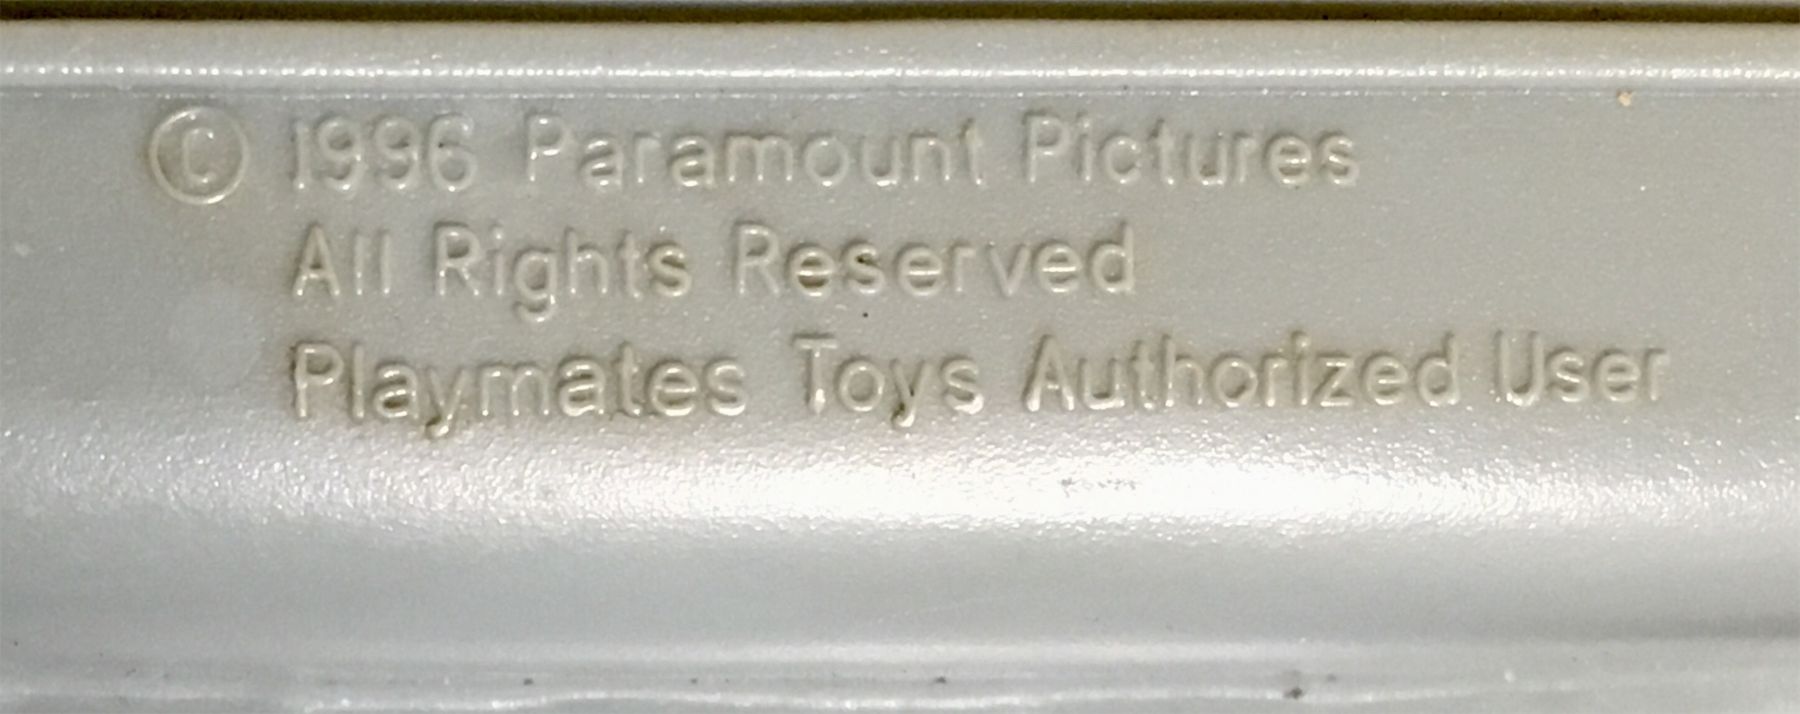 © 1996 Paramount Pictures
All Rights Reserved
Playmates Toys Authorized User